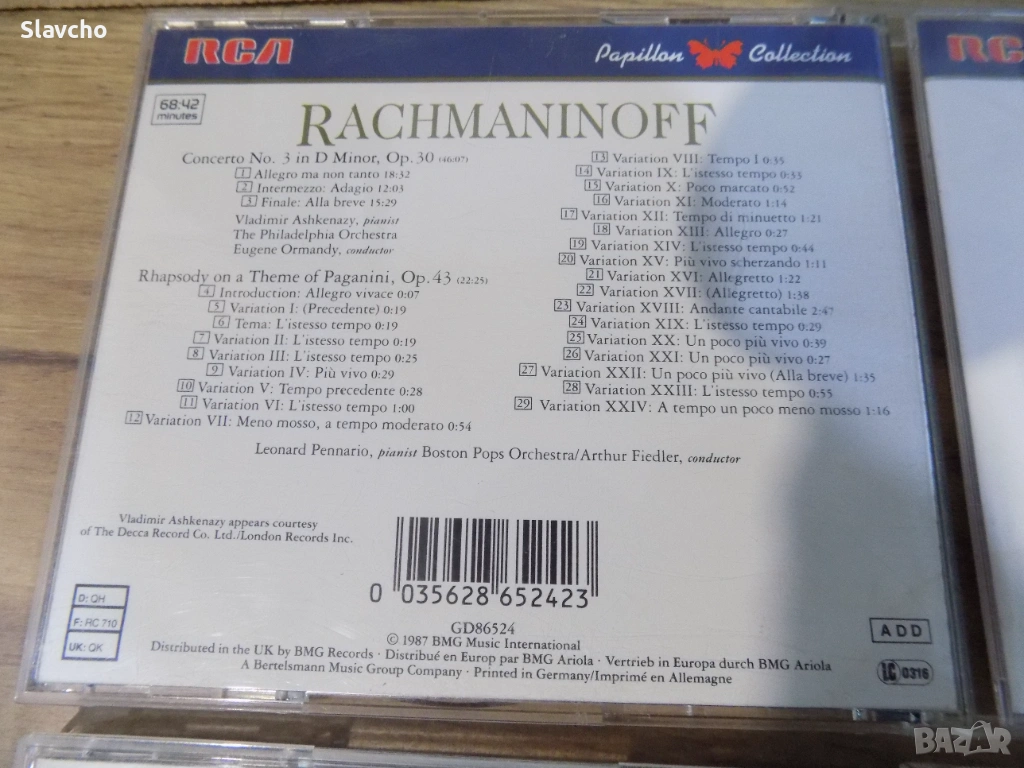 Slavcho
RCA
Papillon Collection
RC
68:42
minutes
RACHMANINOFF
Concerto No. 3 in D Minor, Op. 30 (46:07)
1 Allegro ma non tanto 18:32
2 Intermezzo: Adagio 12:03
3 Finale: Alla breve 15:29
Vladimir Ashkenazy, pianist
The Philadelphia Orchestra
Eugene Ormandy, conductor
Rhapsody on a Theme of Paganini, Op. 43 (22:25)
4 Introduction: Allegro vivace 0:07
5 Variation I: (Precedente) 0:19
6 Tema: L'istesso tempo 0:19
7 Variation II: L'istesso tempo 0:19
8 Variation III: L'istesso tempo 0:25
9 Variation IV: Più vivo 0:29
10 Variation V: Tempo precedente 0:28
11 Variation VI: L'istesso tempo 1:00
12 Variation VII: Meno mosso, a tempo moderato 0:54
13 Variation VIII: Tempo I 0:35
14 Variation IX: L'istesso tempo 0:33
15 Variation X: Poco marcato 0:52
16 Variation XI: Moderato 1:14
17 Variation XII: Tempo di minuetto 1:21
18 Variation XIII: Allegro 0:27
19 Variation XIV: L'istesso tempo 0:44
20 Variation XV: Più vivo scherzando 1:11
21 Variation XVI: Allegretto 1:22
22 Variation XVII: (Allegretto) 1:38
23 Variation XVIII: Andante cantabile 2:47
24 Variation XIX: L'istesso tempo 0:29
25 Variation XX: Un poco più vivo 0:39
26 Variation XXI: Un poco più vivo 0:27
27 Variation XXII: Un poco più vivo (Alla breve) 1:35
28 Variation XXIII: L'istesso tempo 0:55
29 Variation XXIV: A tempo un poco meno mosso 1:16
Leonard Pennario, pianist Boston Pops Orchestra/Arthur Fiedler, conductor
Vladimir Ashkenazy appears courtesy
of The Decca Record Co. Ltd./London Records Inc.
0 035628 652423
D: QH
F: RC 710
UK: QK
GD86524
© 1987 BMG Music International
Distributed in the UK by BMG Records · Distribué en Europ par BMG Ariola · Vertrieb in Europa durch BMG Ariola
A Bertelsmann Music Group Company · Printed in Germany/Imprimé en Allemagne
ADD
LC 0316
BAZAR